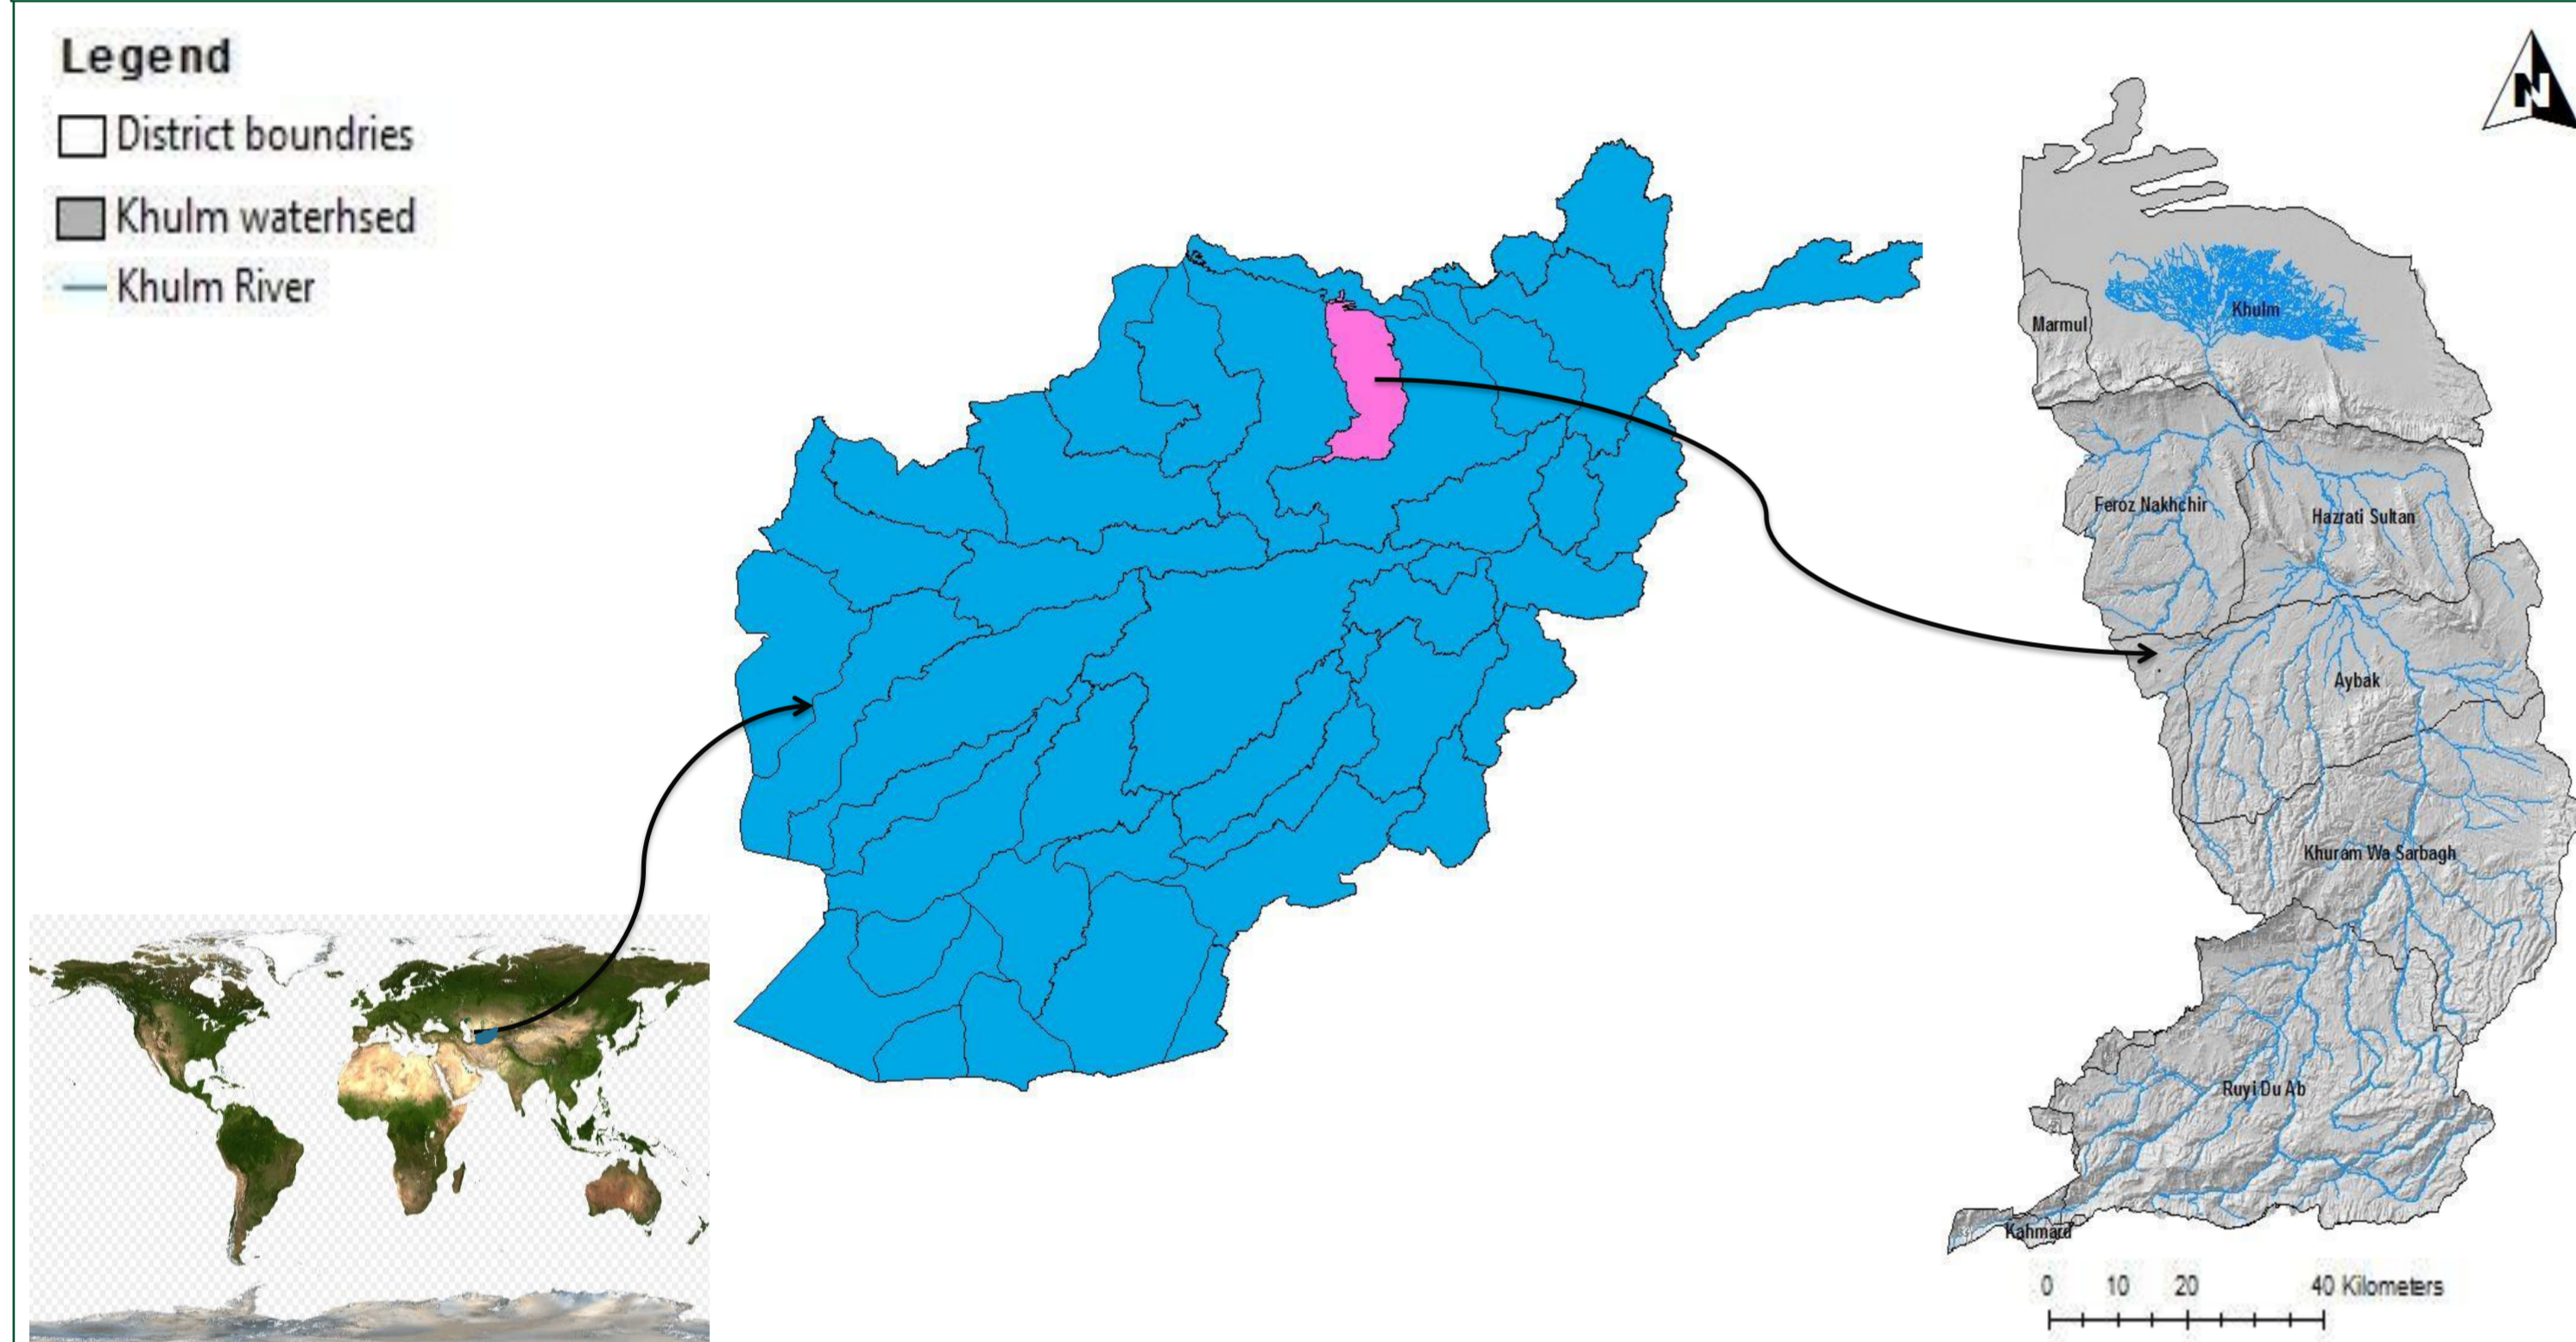 Legend
District boundries
Khulm waterhsed
Khulm River
N
Khulm
Marmul
Feroz Nakhchir
Hazrati Sultan
Aybak
Khuram Wa Sarbagh
Ruyi Du Ab
Kahmard
0 10 20 40 Kilometers